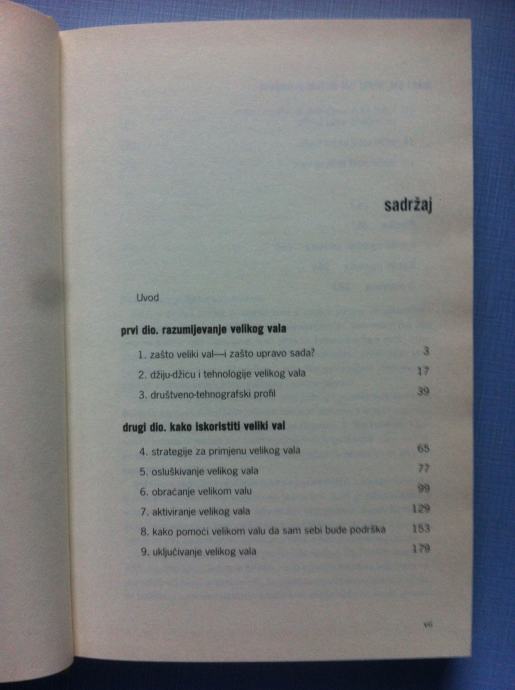 sadržaj
Uvod
prvi dio. razumijevanje velikog vala
1. zašto veliki val—i zašto upravo sada? 3
2. džiju-džicu i tehnologije velikog vala 17
3. društveno-tehnografski profil 39
drugi dio. kako iskoristiti veliki val
4. strategije za primjenu velikog vala 65
5. osluškivanje velikog vala 77
6. obraćanje velikom valu 99
7. aktiviranje velikog vala 129
8. kako pomoći velikom valu da sam sebi bude podrška 153
9. uključivanje velikog vala 179
vii